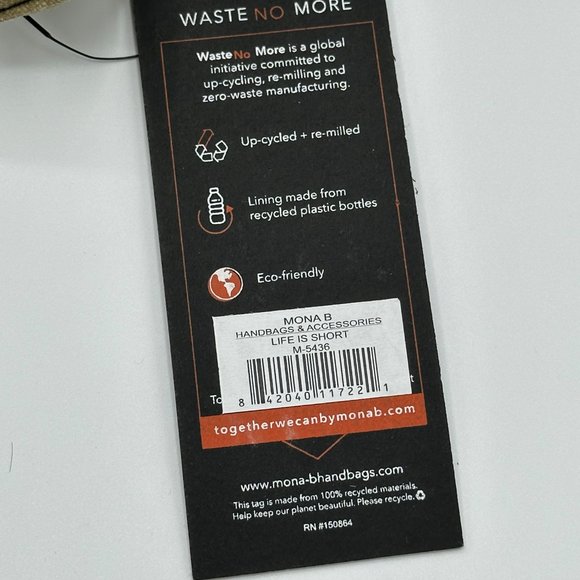 WASTE NO MORE
Waste No More is a global
initiative committed to
up-cycling, re-milling and
zero-waste manufacturing.
Up-cycled + re-milled
Lining made from
recycled plastic bottles
Eco-friendly
MONA B
HANDBAGS & ACCESSORIES
LIFE IS SHORT
M-5436
8 42040 11722 1
togetherwecanbymonab.com
www.mona-bhandbags.com
This tag is made from 100% recycled materials.
Help keep our planet beautiful. Please recycle.
RN #150864